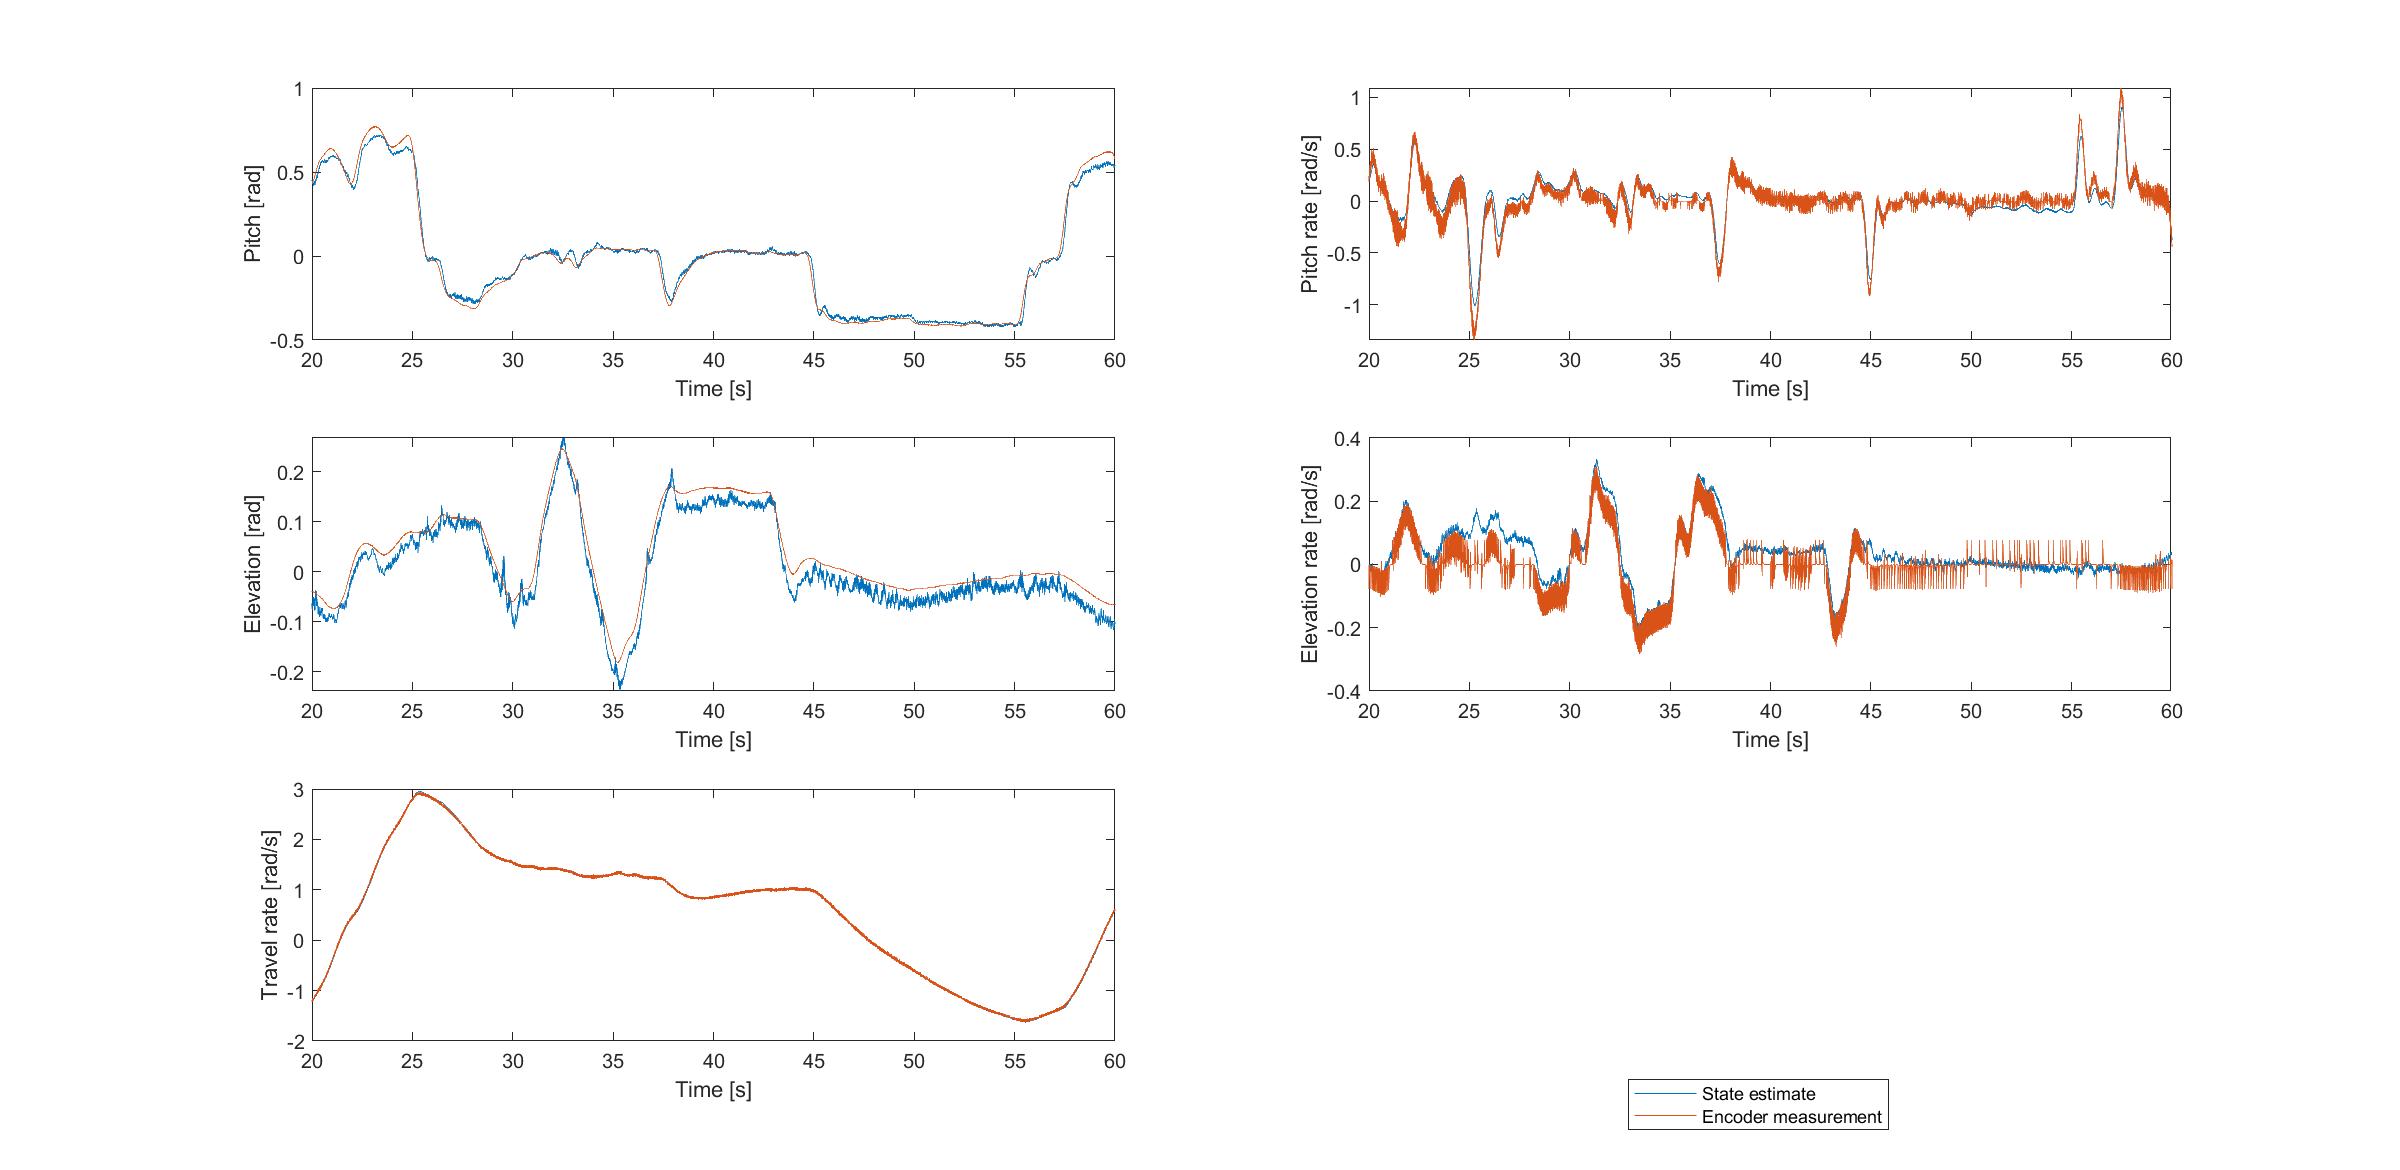 1
0.5
0
-0.5
Pitch [rad]
20 25 30 35 40 45 50 55 60
Time [s]
1
0.5
0
-0.5
-1
Pitch rate [rad/s]
20 25 30 35 40 45 50 55 60
Time [s]
0.2
0.1
0
-0.1
-0.2
Elevation [rad]
20 25 30 35 40 45 50 55 60
Time [s]
0.4
0.2
0
-0.2
-0.4
Elevation rate [rad/s]
20 25 30 35 40 45 50 55 60
Time [s]
3
2
1
0
-1
-2
Travel rate [rad/s]
20 25 30 35 40 45 50 55 60
Time [s]
State estimate
Encoder measurement